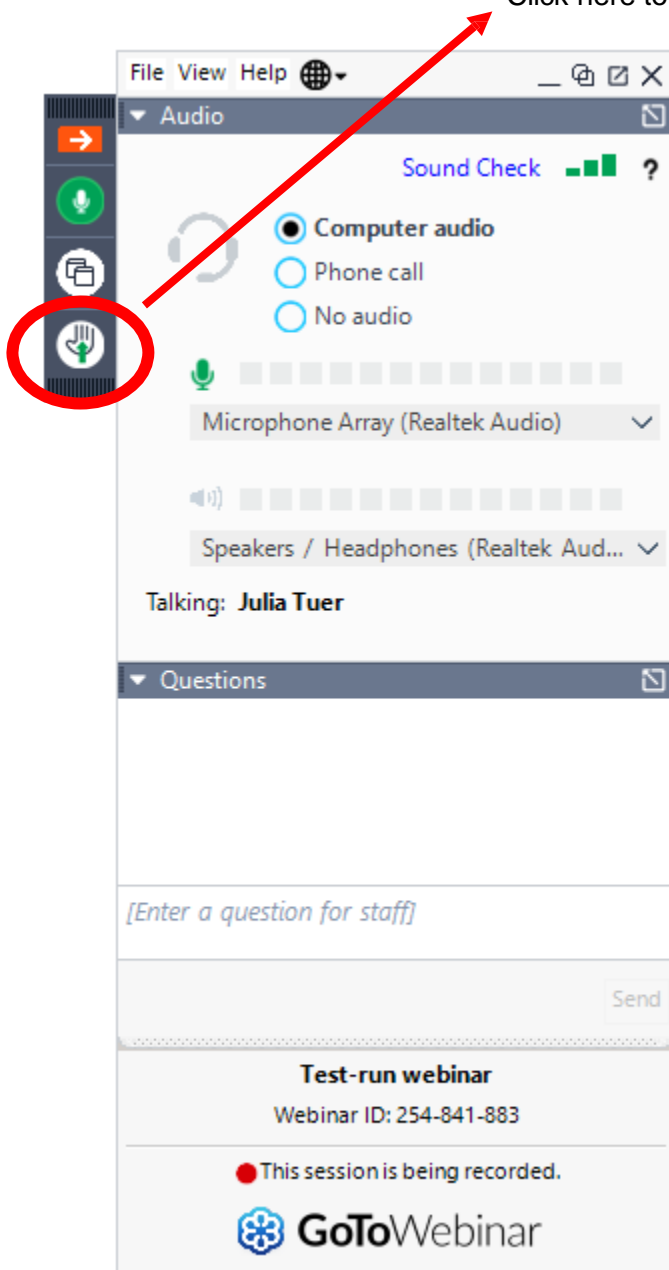 Click here to
File View Help
Audio
Sound Check ?
Computer audio
Phone call
No audio
Microphone Array (Realtek Audio)
Speakers / Headphones (Realtek Aud...
Talking: Julia Tuer
Questions
[Enter a question for staff]
Send
Test-run webinar
Webinar ID: 254-841-883
This session is being recorded.
GoToWebinar